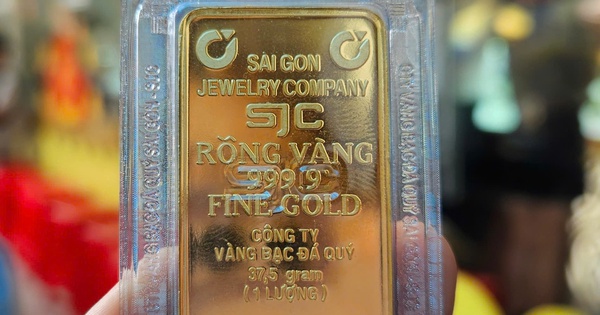 SAI GON
JEWELRY COMPANY
SJC
RỒNG VÀNG
999,9
FINE GOLD
CÔNG TY
VÀNG BẠC ĐÁ QUÝ
37,5 gram
( 1 LƯỢNG )